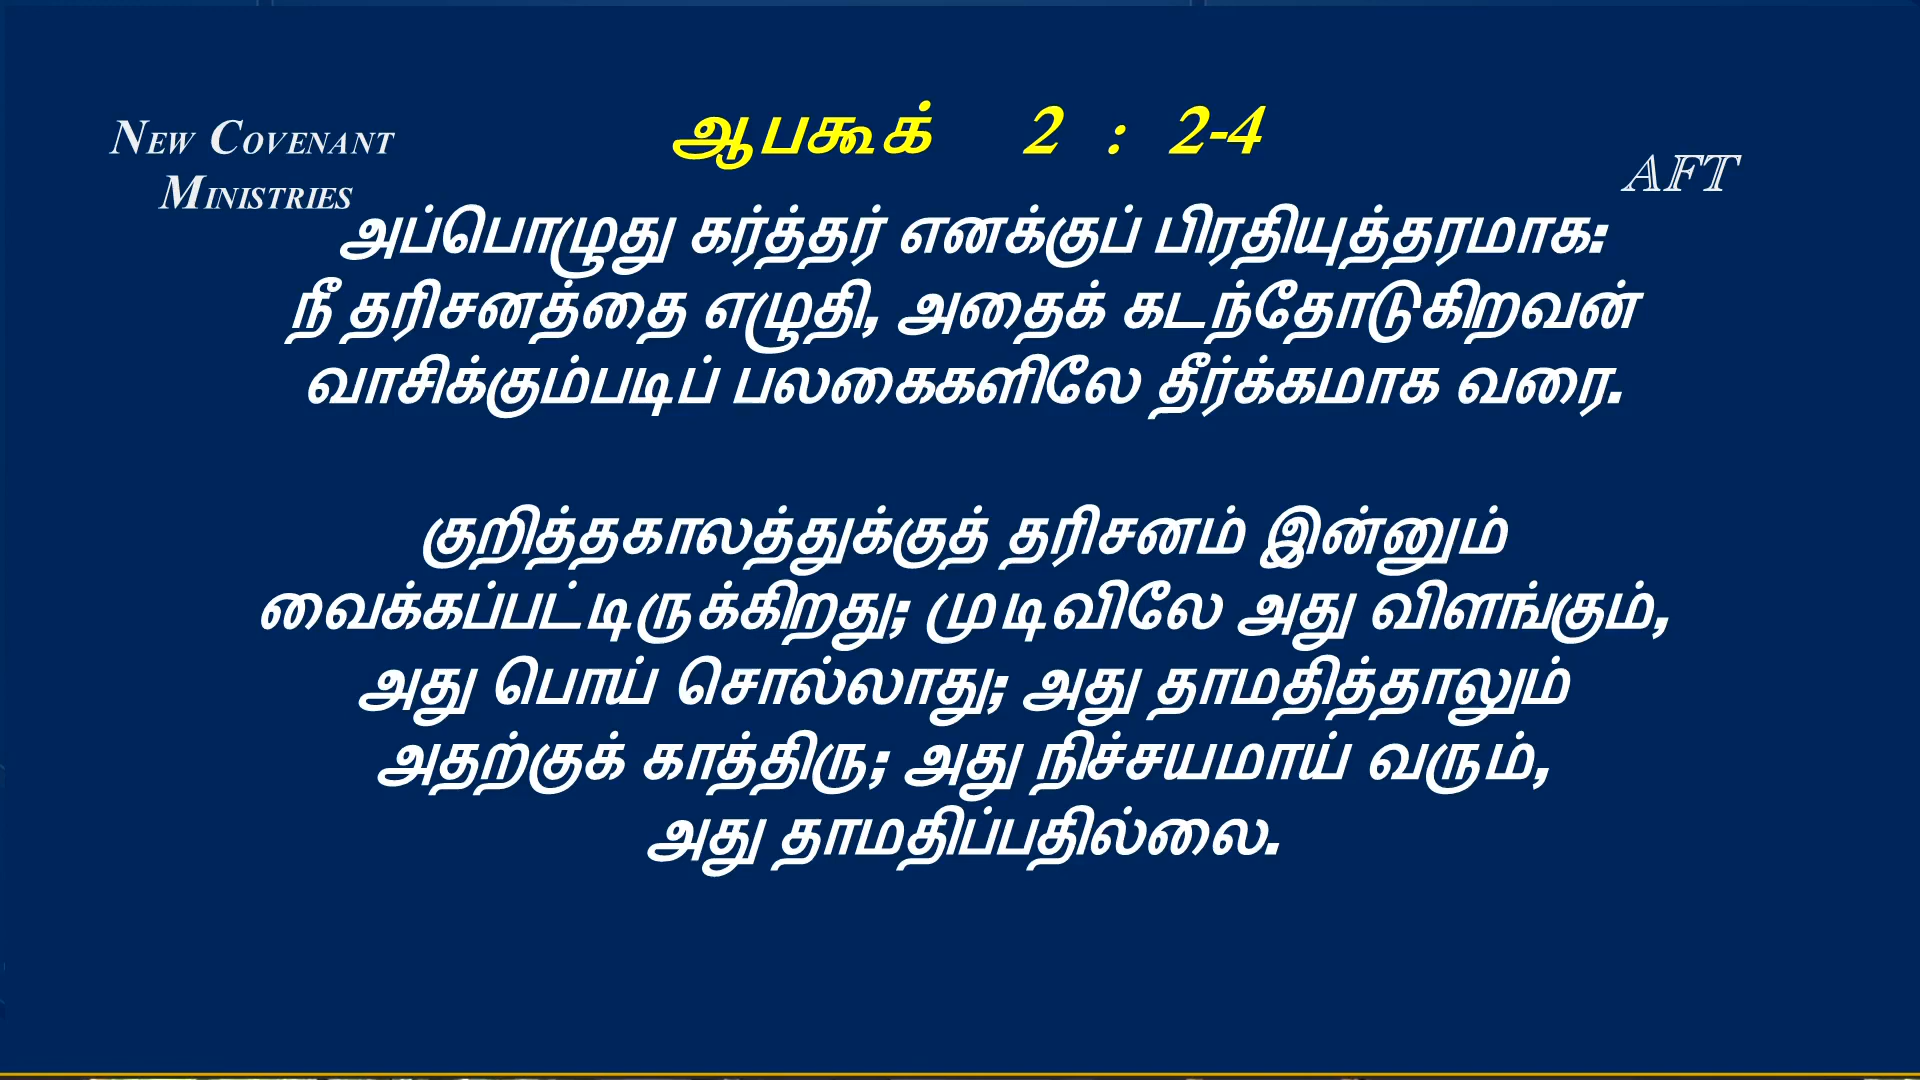 NEW COVENANT
MINISTRIES
ஆபகூக் 2 : 2-4
AFT
அப்பொழுது கர்த்தர் எனக்குப் பிரதியுத்தரமாக:
நீ தரிசனத்தை எழுதி, அதைக் கடந்தோடுகிறவன்
வாசிக்கும்படிப் பலகைகளிலே தீர்க்கமாக வரை.
குறித்தகாலத்துக்குத் தரிசனம் இன்னும்
வைக்கப்பட்டிருக்கிறது; முடிவிலே அது விளங்கும்,
அது பொய் சொல்லாது; அது தாமதித்தாலும்
அதற்குக் காத்திரு; அது நிச்சயமாய் வரும்,
அது தாமதிப்பதில்லை.